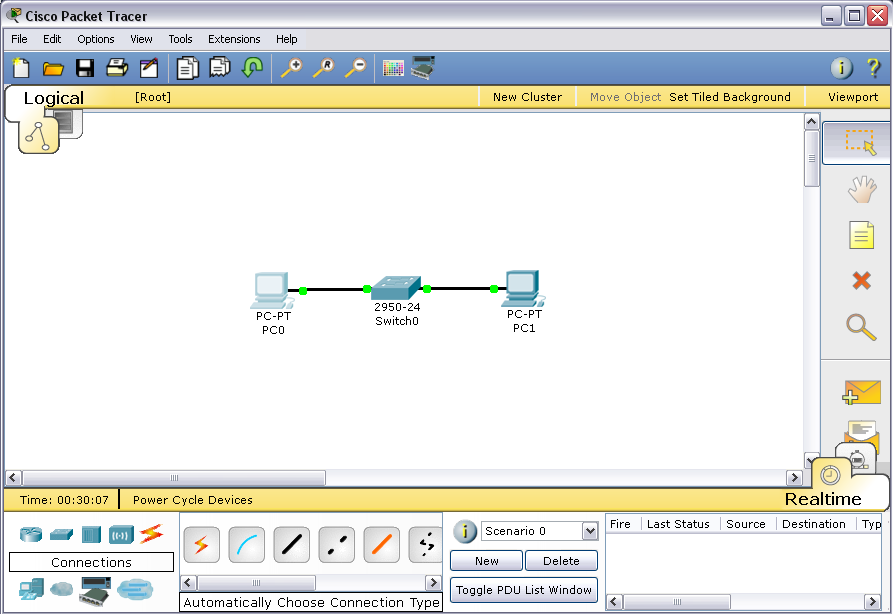 Cisco Packet Tracer
File Edit Options View Tools Extensions Help
Logical [Root] New Cluster Move Object Set Tiled Background Viewport
PC-PT
PC0
2950-24
Switch0
PC-PT
PC1
Time: 00:30:07 Power Cycle Devices Realtime
Connections
Automatically Choose Connection Type
Scenario 0
New Delete
Toggle PDU List Window
Fire Last Status Source Destination Typ